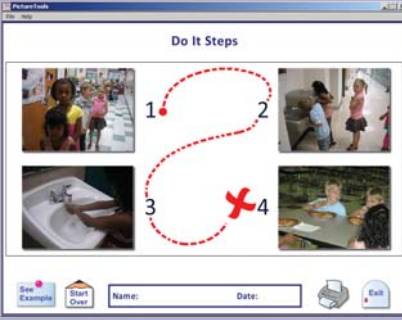 PictureTools
File Help
Do It Steps
1
2
3
4
See
Example
Start
Over
Name:
Date:
Exit